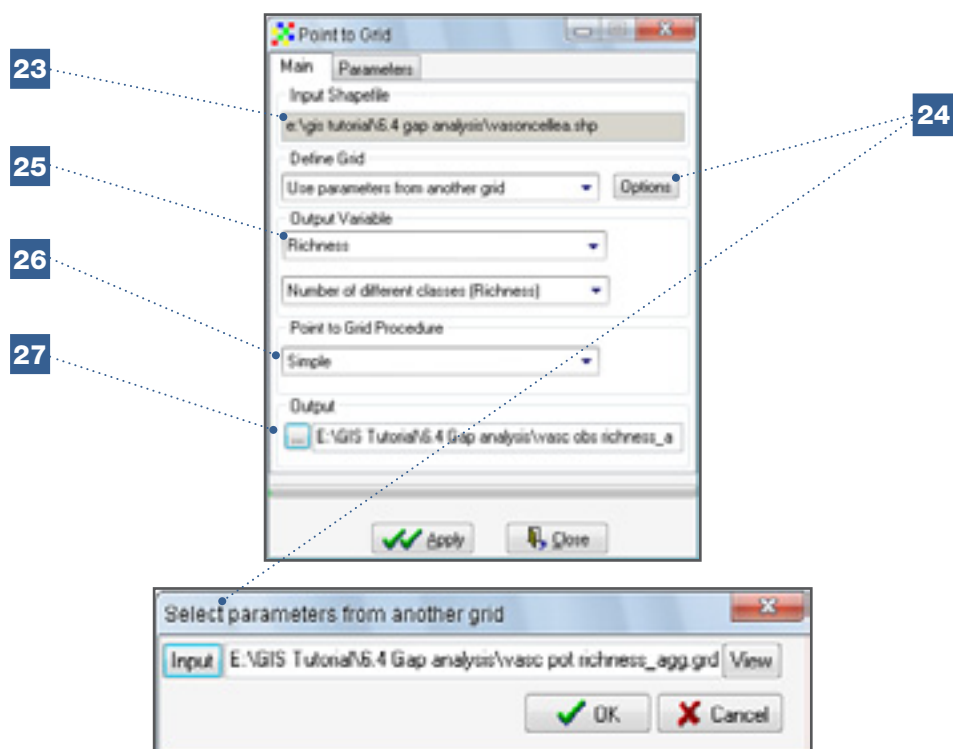 Point to Grid
23
Main Parameters
Input Shapefile
e:\gis tutorial\6.4 gap analysis\vasoncellea.shp
24
Define Grid
25
Use parameters from another grid Options
Output Variable
Richness
26
Number of different classes (Richness)
Point to Grid Procedure
27
Simple
Output
... E:\GIS Tutorial\6.4 Gap analysis\vasc obs richness_a
Apply Close
Select parameters from another grid
Input E:\GIS Tutorial\6.4 Gap analysis\vasc pot richness_agg.grd View
OK Cancel